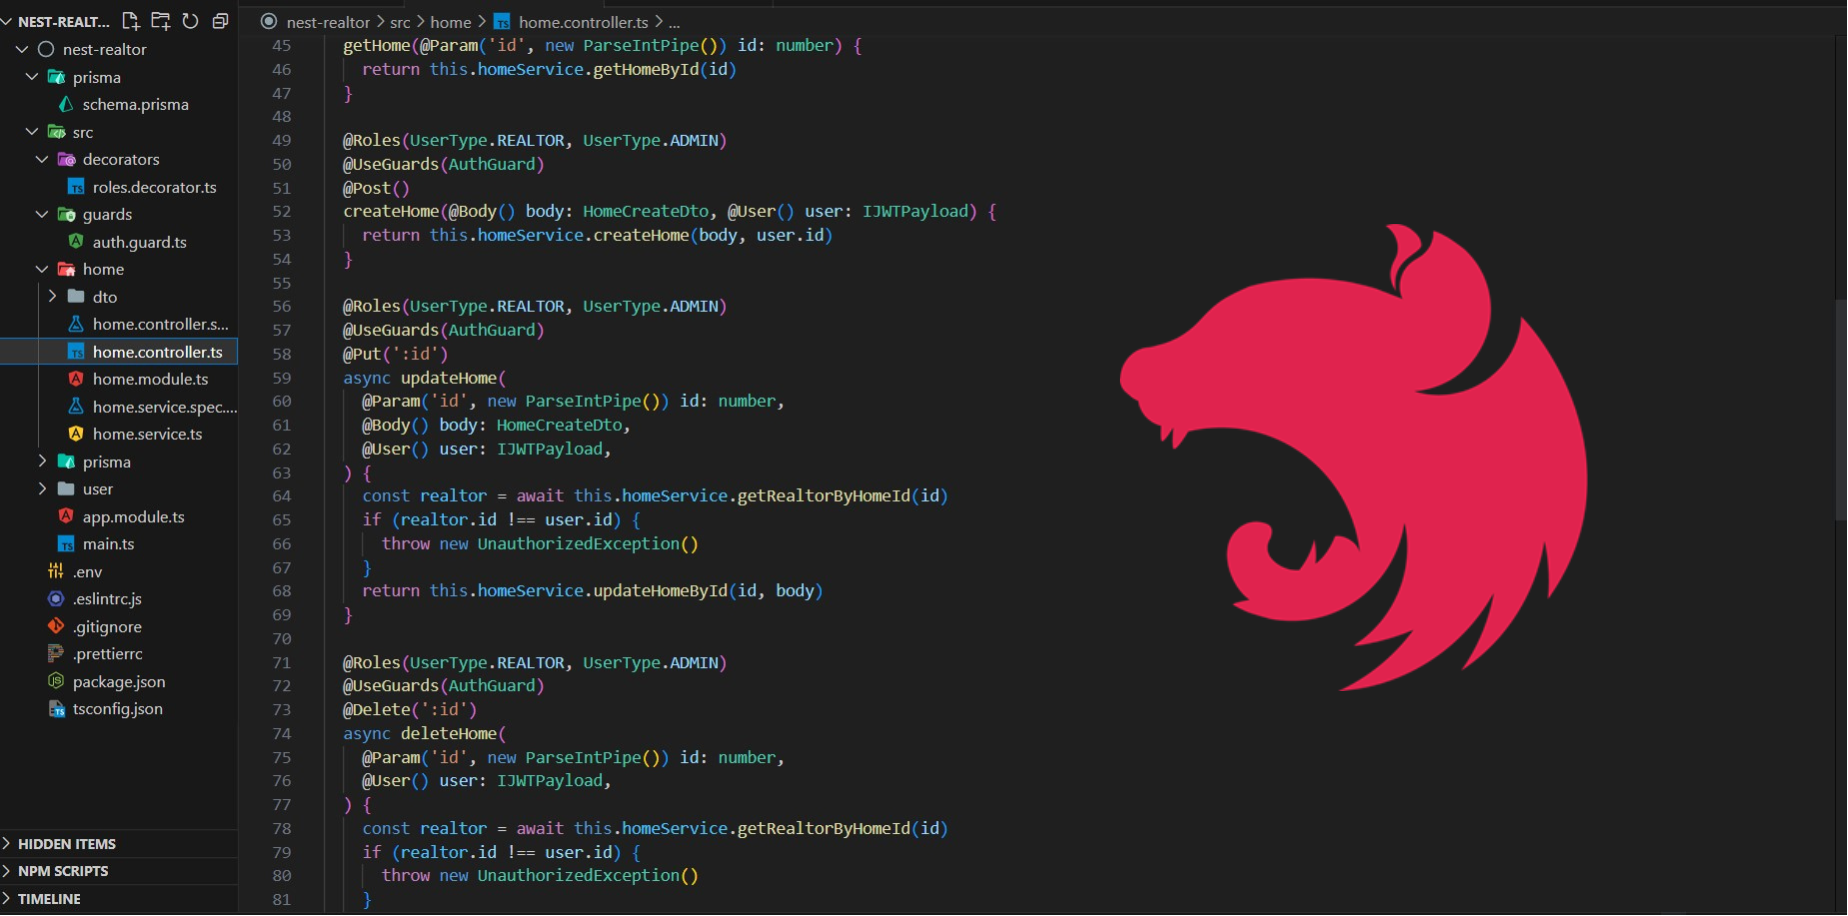 NEST-REALT...
nest-realtor
prisma
schema.prisma
src
decorators
roles.decorator.ts
guards
auth.guard.ts
home
dto
home.controller.s...
home.controller.ts
home.module.ts
home.service.spec....
home.service.ts
prisma
user
app.module.ts
main.ts
.env
.eslintrc.js
.gitignore
.prettierrc
package.json
tsconfig.json
HIDDEN ITEMS
NPM SCRIPTS
TIMELINE
nest-realtor > src > home > TS home.controller.ts > ...
45 getHome(@Param('id', new ParseIntPipe()) id: number) {
46 return this.homeService.getHomeById(id)
47 }
48
49 @Roles(UserType.REALTOR, UserType.ADMIN)
50 @UseGuards(AuthGuard)
51 @Post()
52 createHome(@Body() body: HomeCreateDto, @User() user: IJWTPayload) {
53 return this.homeService.createHome(body, user.id)
54 }
55
56 @Roles(UserType.REALTOR, UserType.ADMIN)
57 @UseGuards(AuthGuard)
58 @Put(':id')
59 async updateHome(
60 @Param('id', new ParseIntPipe()) id: number,
61 @Body() body: HomeCreateDto,
62 @User() user: IJWTPayload,
63 ) {
64 const realtor = await this.homeService.getRealtorByHomeId(id)
65 if (realtor.id !== user.id) {
66 throw new UnauthorizedException()
67 }
68 return this.homeService.updateHomeById(id, body)
69 }
70
71 @Roles(UserType.REALTOR, UserType.ADMIN)
72 @UseGuards(AuthGuard)
73 @Delete(':id')
74 async deleteHome(
75 @Param('id', new ParseIntPipe()) id: number,
76 @User() user: IJWTPayload,
77 ) {
78 const realtor = await this.homeService.getRealtorByHomeId(id)
79 if (realtor.id !== user.id) {
80 throw new UnauthorizedException()
81 }